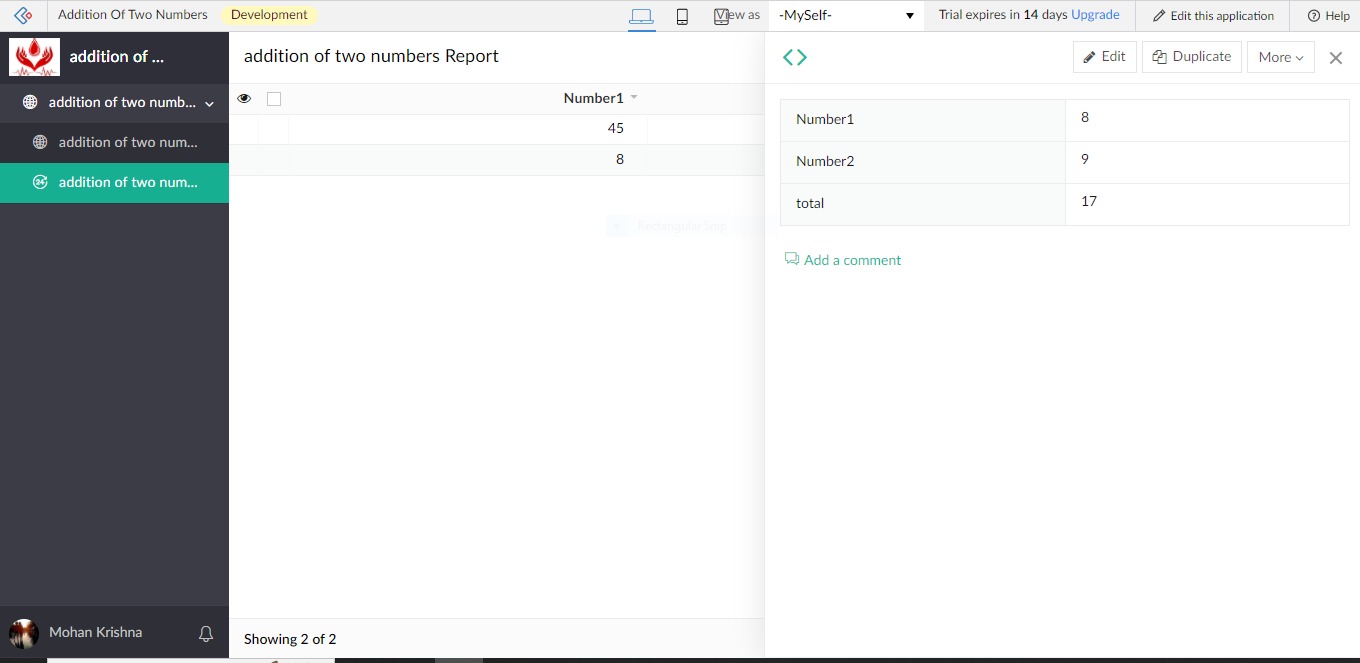 Addition Of Two Numbers Development View as -MySelf- Trial expires in 14 days Upgrade Edit this application Help
addition of ...
addition of two numb...
addition of two num...
24
addition of two num...
Mohan Krishna
addition of two numbers Report
Number1
45
8
Rectangular Snip
Showing 2 of 2
Edit Duplicate More
Number1 8
Number2 9
total 17
Add a comment